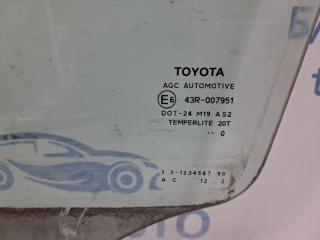 TOYOTA
AGC AUTOMOTIVE
E6 43R-007951
DOT-24 M19 AS2
TEMPERLITE 20T
·· 0
1 3-1234567 90
A C 12 2